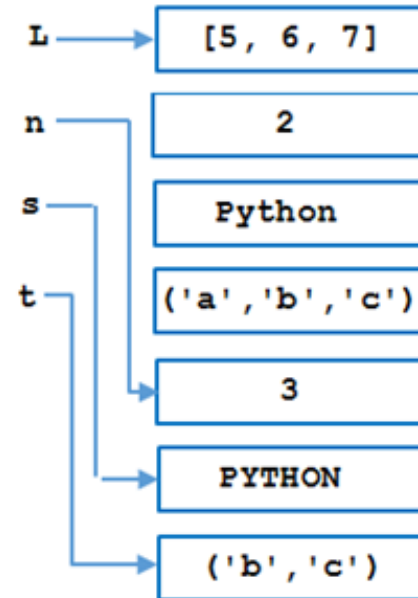 L [5, 6, 7]
n 2
s Python
t ('a','b','c')
3
PYTHON
('b','c')